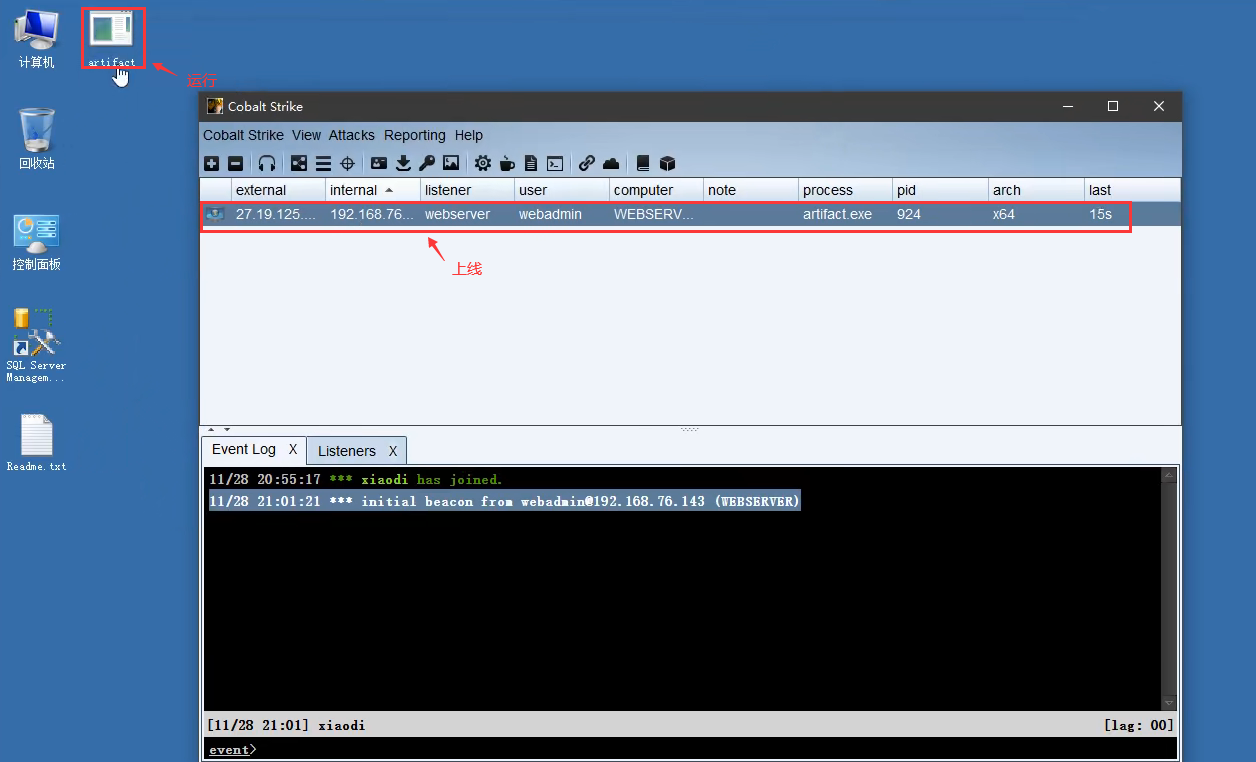 计算机
artifact
运行
回收站
控制面板
SQL Server
Managem...
Readme.txt
Cobalt Strike
Cobalt Strike View Attacks Reporting Help
external internal listener user computer note process pid arch last
27.19.125.... 192.168.76... webserver webadmin WEBSERV... artifact.exe 924 x64 15s
上线
Event Log X Listeners X
11/28 20:55:17 *** xiaodi has joined.
11/28 21:01:21 *** initial beacon from webadmin@192.168.76.143 (WEBSERVER)
[11/28 21:01] xiaodi [lag: 00]
event>